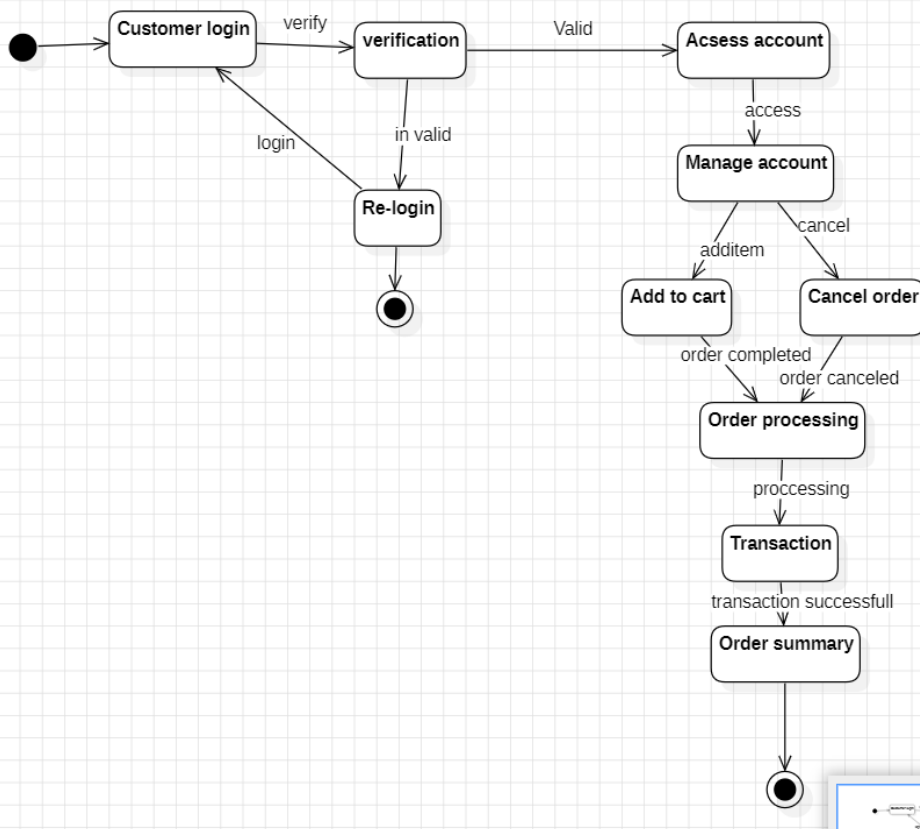 Customer login
verify
verification
Valid
Acsess account
access
login
in valid
Manage account
Re-login
cancel
additem
Add to cart
Cancel order
order completed
order canceled
Order processing
proccessing
Transaction
transaction successfull
Order summary